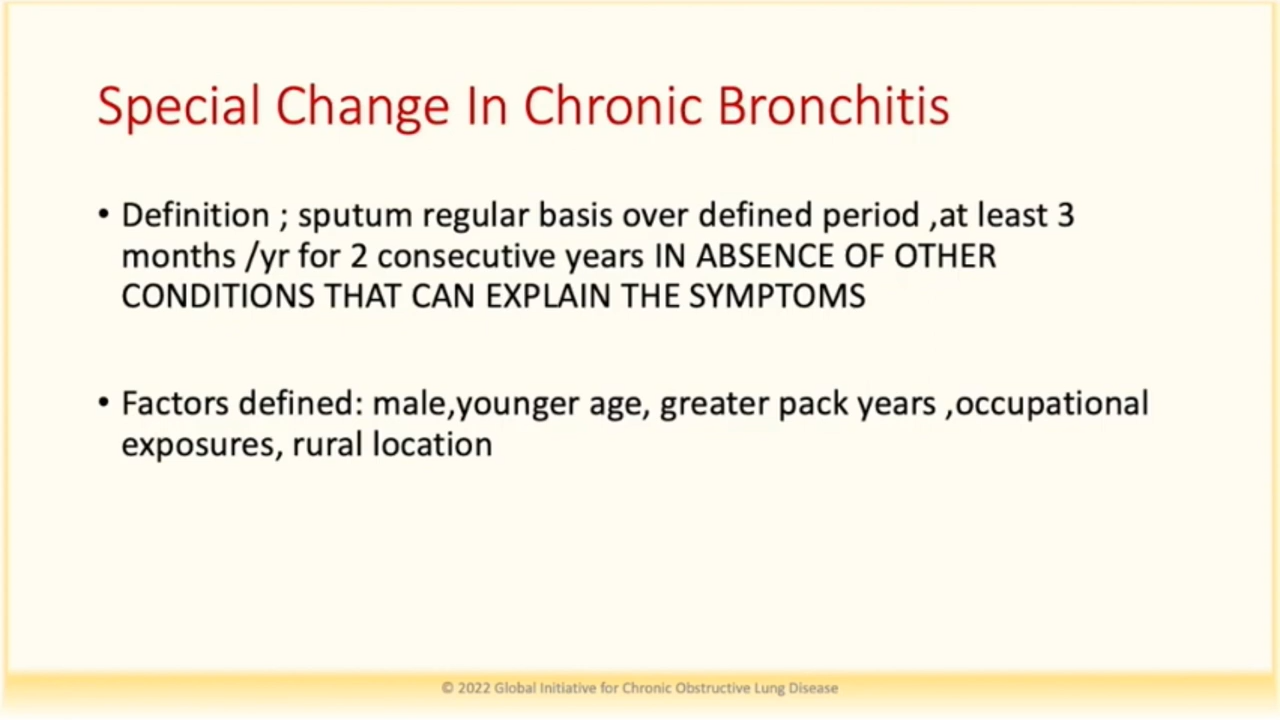 Special Change In Chronic Bronchitis
• Definition ; sputum regular basis over defined period ,at least 3
months /yr for 2 consecutive years IN ABSENCE OF OTHER
CONDITIONS THAT CAN EXPLAIN THE SYMPTOMS
• Factors defined: male,younger age, greater pack years ,occupational
exposures, rural location
© 2022 Global Initiative for Chronic Obstructive Lung Disease